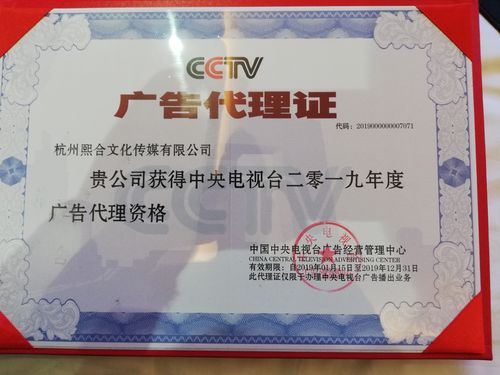 CCTV
广告代理证
代码：2019000000007071
杭州熙合文化传媒有限公司
贵公司获得中央电视台二零一九年度
广告代理资格
中国中央电视台广告经营管理中心
CHINA CENTRAL TELEVISION ADVERTISING CENTER
有效期限：自2019年01月15日至2019年12月31日
此代理证仅限于办理中央电视台广告播出业务